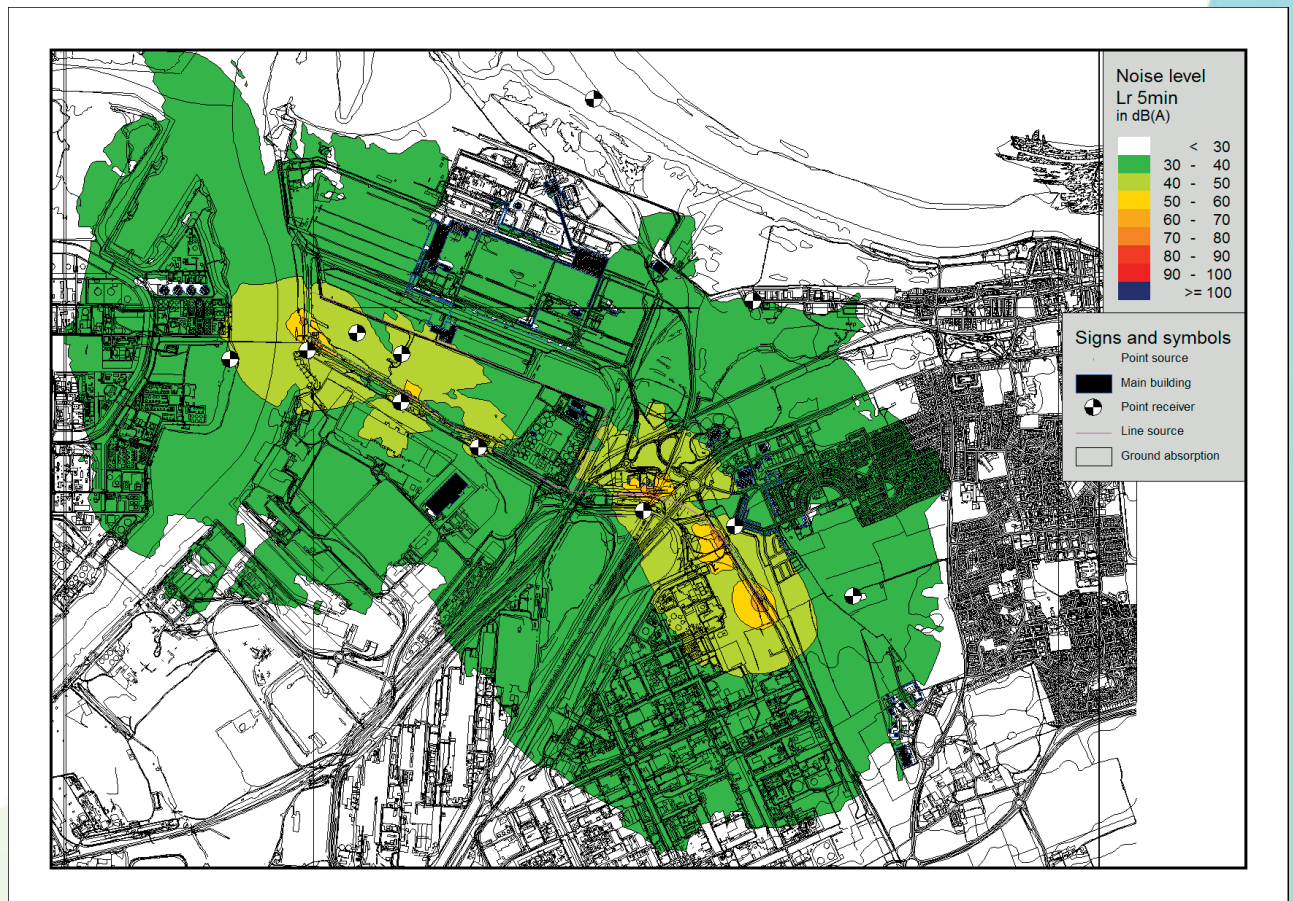 Noise level
Lr 5min
in dB(A)
< 30
30 - 40
40 - 50
50 - 60
60 - 70
70 - 80
80 - 90
90 - 100
>= 100
Signs and symbols
Point source
Main building
Point receiver
Line source
Ground absorption